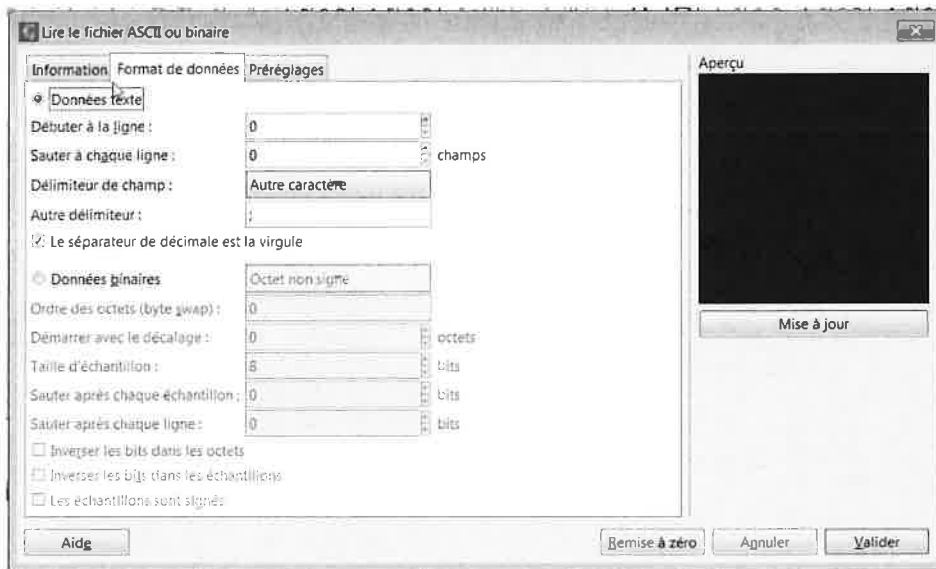 Lire le fichier ASCII ou binaire
Information Format de données Préréglages
Aperçu
Données texte
Débuter à la ligne : 0
Sauter à chaque ligne : 0 champs
Délimiteur de champ : Autre caractère
Autre délimiteur : ;
Le séparateur de décimale est la virgule
Données binaires Octet non signé
Ordre des octets (byte swap) : 0
Mise à jour
Démarrer avec le décalage : 0 octets
Taille d'échantillon : 8 bits
Sauter après chaque échantillon : 0 bits
Sauter après chaque ligne : 0 bits
Inverser les bits dans les octets
Inverser les bits dans les échantillons
Les échantillons sont signés
Aide Remise à zéro Annuler Valider